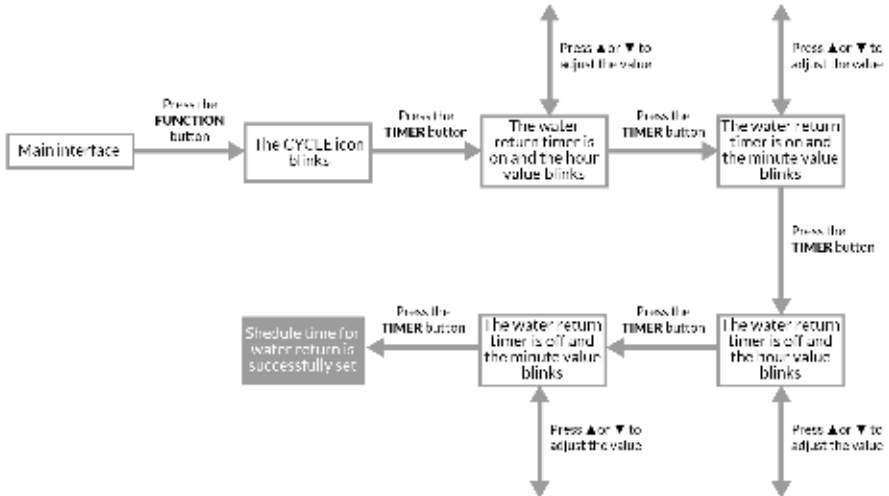 Press ▲ or ▼ to
adjust the value
Press ▲ or ▼ to
adjust the value
Press the
FUNCTION
button
Press the
TIMER button
Press the
TIMER button
Main interface
The CYCLE icon
blinks
The water
return timer is
on and the hour
value blinks
The water return
timer is on and
the minute value
blinks
Press the
TIMER button
Shedule time for
water return is
successfully set
Press the
TIMER button
The water return
timer is off and
the minute value
blinks
Press the
TIMER button
The water return
timer is off and
the hour value
blinks
Press ▲ or ▼ to
adjust the value
Press ▲ or ▼ to
adjust the value